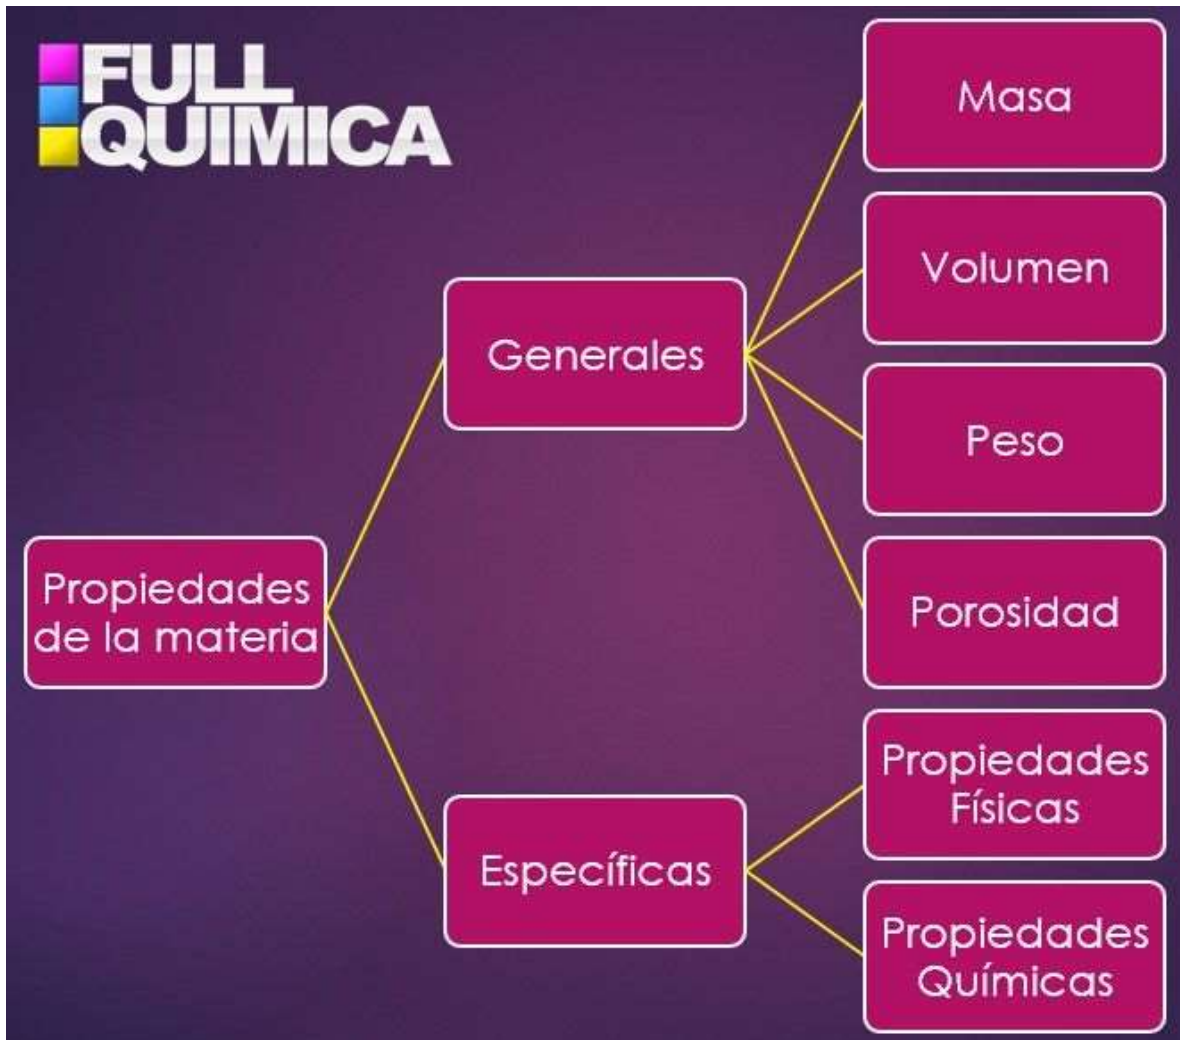 FULL
QUIMICA
Masa
Volumen
Generales
Peso
Propiedades
de la materia
Porosidad
Propiedades
Físicas
Específicas
Propiedades
Químicas